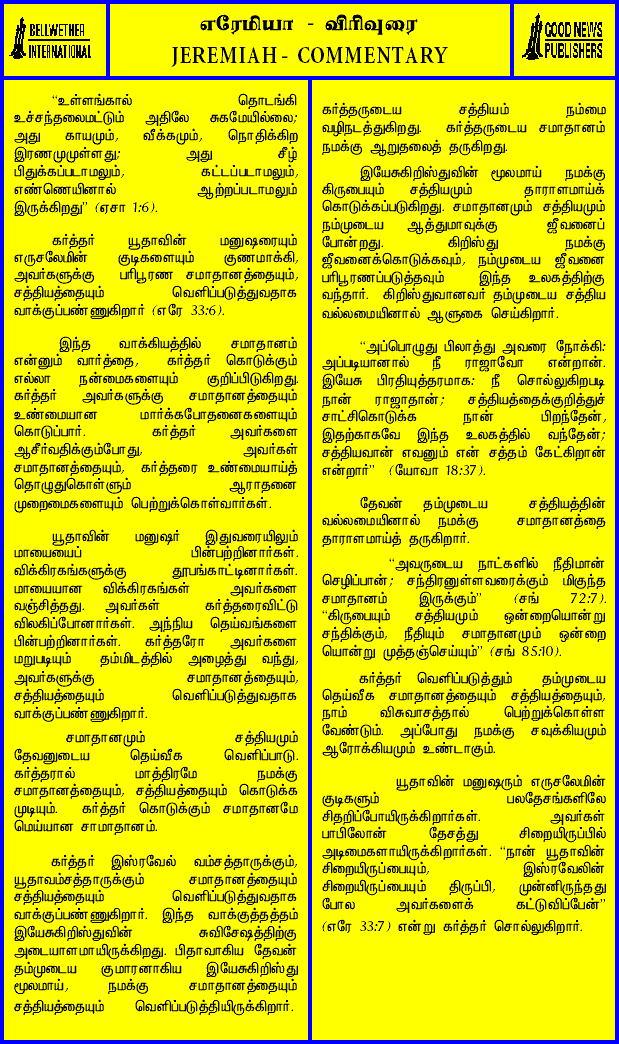 BELLWETHER
INTERNATIONAL
எரேமியா - விரிவுரை
JEREMIAH - COMMENTARY
GOOD NEWS
PUBLISHERS
“உள்ளங்கால் தொடங்கி
உச்சந்தலைமட்டும் அதிலே சுகமேயில்லை;
அது காயமும், வீக்கமும், நொதிக்கிற
இரணமுமுள்ளது; அது சீழ்
பிதுக்கப்படாமலும், கட்டப்படாமலும்,
எண்ணெயினால் ஆற்றப்படாமலும்
இருக்கிறது” (ஏசா 1:6).
கர்த்தர் யூதாவின் மனுஷரையும்
எருசலேமின் குடிகளையும் குணமாக்கி,
அவர்களுக்கு பரிபூரண சமாதானத்தையும்,
சத்தியத்தையும் வெளிப்படுத்துவதாக
வாக்குப்பண்ணுகிறார் (எரே 33:6).
இந்த வாக்கியத்தில் சமாதானம்
என்னும் வார்த்தை, கர்த்தர் கொடுக்கும்
எல்லா நன்மைகளையும் குறிப்பிடுகிறது.
கர்த்தர் அவர்களுக்கு சமாதானத்தையும்
உண்மையான மார்க்கபோதனைகளையும்
கொடுப்பார். கர்த்தர் அவர்களை
ஆசீர்வதிக்கும்போது, அவர்கள்
சமாதானத்தையும், கர்த்தரை உண்மையாய்த்
தொழுதுகொள்ளும் ஆராதனை
முறைமைகளையும் பெற்றுக்கொள்வார்கள்.
யூதாவின் மனுஷர் இதுவரையிலும்
மாயையைப் பின்பற்றினார்கள்.
விக்கிரகங்களுக்கு தூபங்காட்டினார்கள்.
மாயையான விக்கிரகங்கள் அவர்களை
வஞ்சித்தது. அவர்கள் கர்த்தரைவிட்டு
விலகிப்போனார்கள். அந்நிய தெய்வங்களை
பின்பற்றினார்கள். கர்த்தரோ அவர்களை
மறுபடியும் தம்மிடத்தில் அழைத்து வந்து,
அவர்களுக்கு சமாதானத்தையும்,
சத்தியத்தையும் வெளிப்படுத்துவதாக
வாக்குப்பண்ணுகிறார்.
சமாதானமும் சத்தியமும்
தேவனுடைய தெய்வீக வெளிப்பாடு.
கர்த்தரால் மாத்திரமே நமக்கு
சமாதானத்தையும், சத்தியத்தையும் கொடுக்க
முடியும். கர்த்தர் கொடுக்கும் சமாதானமே
மெய்யான சாமாதானம்.
கர்த்தர் இஸ்ரவேல் வம்சத்தாருக்கும்,
யூதாவம்சத்தாருக்கும் சமாதானத்தையும்
சத்தியத்தையும் வெளிப்படுத்துவதாக
வாக்குப்பண்ணுகிறார். இந்த வாக்குத்தத்தம்
இயேசுகிறிஸ்துவின் சுவிசேஷத்திற்கு
அடையாளமாயிருக்கிறது. பிதாவாகிய தேவன்
தம்முடைய குமாரனாகிய இயேசுகிறிஸ்து
மூலமாய், நமக்கு சமாதானத்தையும்
சத்தியத்தையும் வெளிப்படுத்தியிருக்கிறார்.
கர்த்தருடைய சத்தியம் நம்மை
வழிநடத்துகிறது. கர்த்தருடைய சமாதானம்
நமக்கு ஆறுதலைத் தருகிறது.
இயேசுகிறிஸ்துவின் மூலமாய் நமக்கு
கிருபையும் சத்தியமும் தாராளமாய்க்
கொடுக்கப்படுகிறது. சமாதானமும் சத்தியமும்
நம்முடைய ஆத்துமாவுக்கு ஜீவனைப்
போன்றது. கிறிஸ்து நமக்கு
ஜீவனைக்கொடுக்கவும், நம்முடைய ஜீவனை
பரிபூரணப்படுத்தவும் இந்த உலகத்திற்கு
வந்தார். கிறிஸ்துவானவர் தம்முடைய சத்திய
வல்லமையினால் ஆளுகை செய்கிறார்.
“அப்பொழுது பிலாத்து அவரை நோக்கி:
அப்படியானால் நீ ராஜாவோ என்றான்.
இயேசு பிரதியுத்தரமாக: நீ சொல்லுகிறபடி
நான் ராஜாதான்; சத்தியத்தைக்குறித்துச்
சாட்சிகொடுக்க நான் பிறந்தேன்,
இதற்காகவே இந்த உலகத்தில் வந்தேன்;
சத்தியவான் எவனும் என் சத்தம் கேட்கிறான்
என்றார்” (யோவா 18:37).
தேவன் தம்முடைய சத்தியத்தின்
வல்லமையினால் நமக்கு சமாதானத்தை
தாராளமாய்த் தருகிறார்.
“அவருடைய நாட்களில் நீதிமான்
செழிப்பான்; சந்திரனுள்ளவரைக்கும் மிகுந்த
சமாதானம் இருக்கும்” (சங் 72:7).
“கிருபையும் சத்தியமும் ஒன்றையொன்று
சந்திக்கும், நீதியும் சமாதானமும் ஒன்றை
யொன்று முத்தஞ்செய்யும்” (சங் 85:10).
கர்த்தர் வெளிப்படுத்தும் தம்முடைய
தெய்வீக சமாதானத்தையும் சத்தியத்தையும்,
நாம் விசுவாசத்தால் பெற்றுக்கொள்ள
வேண்டும். அப்போது நமக்கு சவுக்கியமும்
ஆரோக்கியமும் உண்டாகும்.
யூதாவின் மனுஷரும் எருசலேமின்
குடிகளும் பலதேசங்களிலே
சிதறிப்போயிருக்கிறார்கள். அவர்கள்
பாபிலோன் தேசத்து சிறையிருப்பில்
அடிமைகளாயிருக்கிறார்கள். “நான் யூதாவின்
சிறையிருப்பையும், இஸ்ரவேலின்
சிறையிருப்பையும் திருப்பி, முன்னிருந்தது
போல அவர்களைக் கட்டுவிப்பேன்”
(எரே 33:7) என்று கர்த்தர் சொல்லுகிறார்.